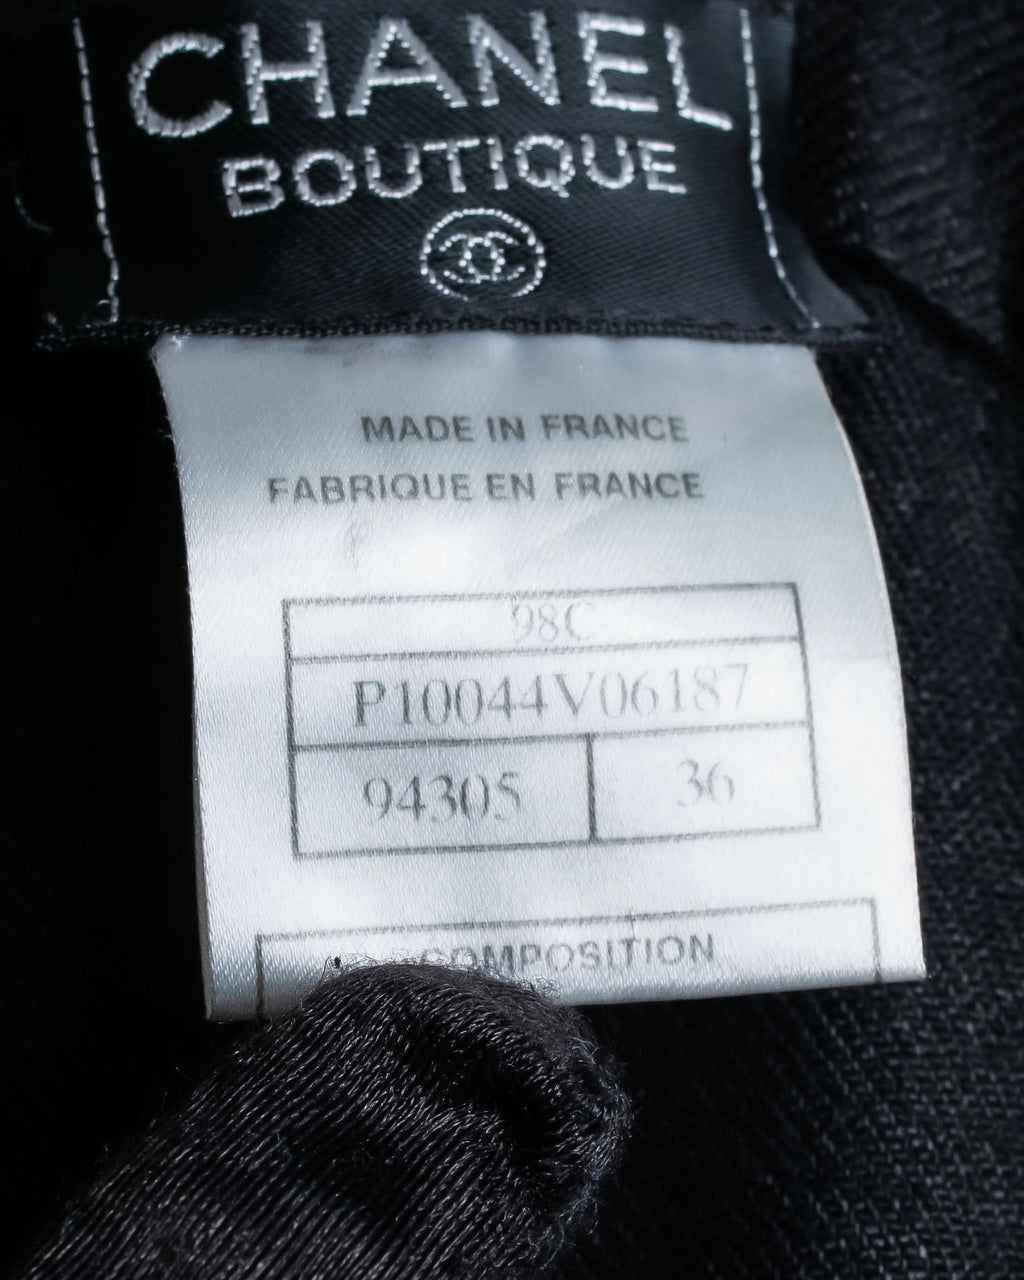 CHANEL
BOUTIQUE
MADE IN FRANCE
FABRIQUE EN FRANCE
98C
P10044V06187
94305 36
COMPOSITION